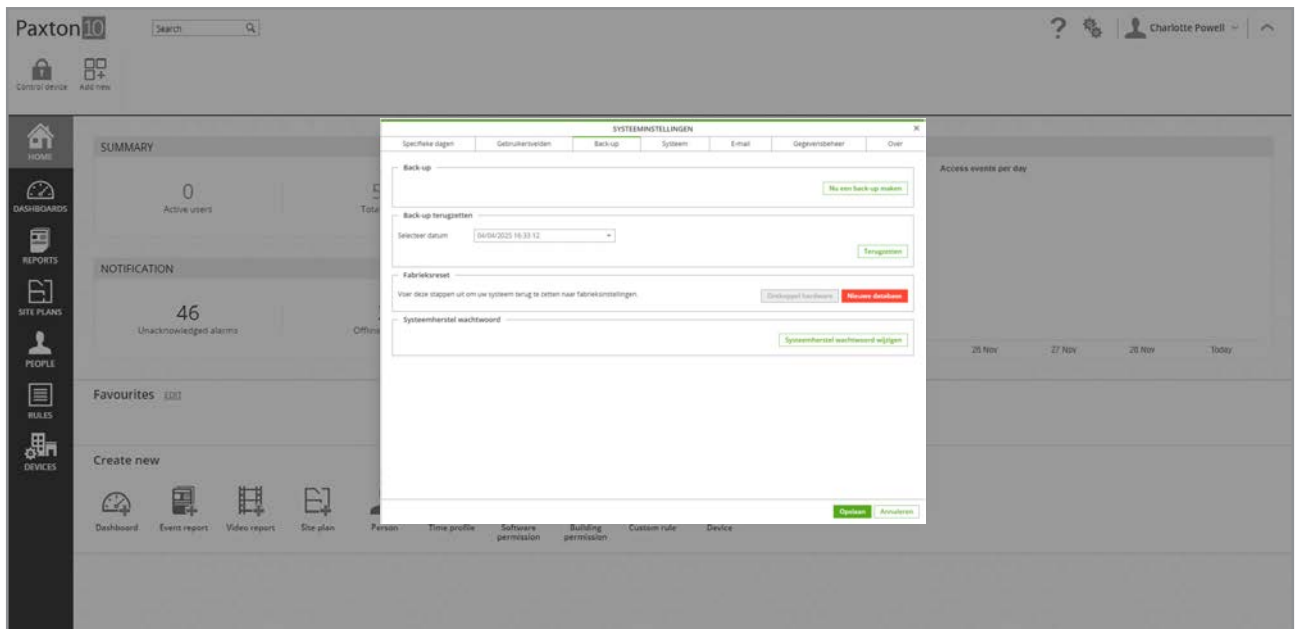 Paxton 10
Search
Charlotte Powell
Control device
Add new
HOME
DASHBOARDS
REPORTS
SITE PLANS
PEOPLE
RULES
DEVICES
SUMMARY
0
Active users
Tota
NOTIFICATION
46
Unacknowledged alarms
Offline
Access events per day
26 Nov 27 Nov 28 Nov Today
SYSTEEMINSTELLINGEN
Specifieke dagen Gebruikersvelden Back-up Systeem E-mail Gegevensbeheer Over
Back-up
Nu een back-up maken
Back-up terugzetten
Selecteer datum 04/04/2025 16:33:12
Terugzetten
Fabrieksreset
Voer deze stappen uit om uw systeem terug te zetten naar fabrieksinstellingen.
Ontkoppel hardware Nieuwe database
Systeemherstel wachtwoord
Systeemherstel wachtwoord wijzigen
Opslaan Annuleren
Favourites EDIT
Create new
Dashboard
Event report
Video report
Site plan
Person
Time profile
Software permission
Building permission
Custom rule
Device